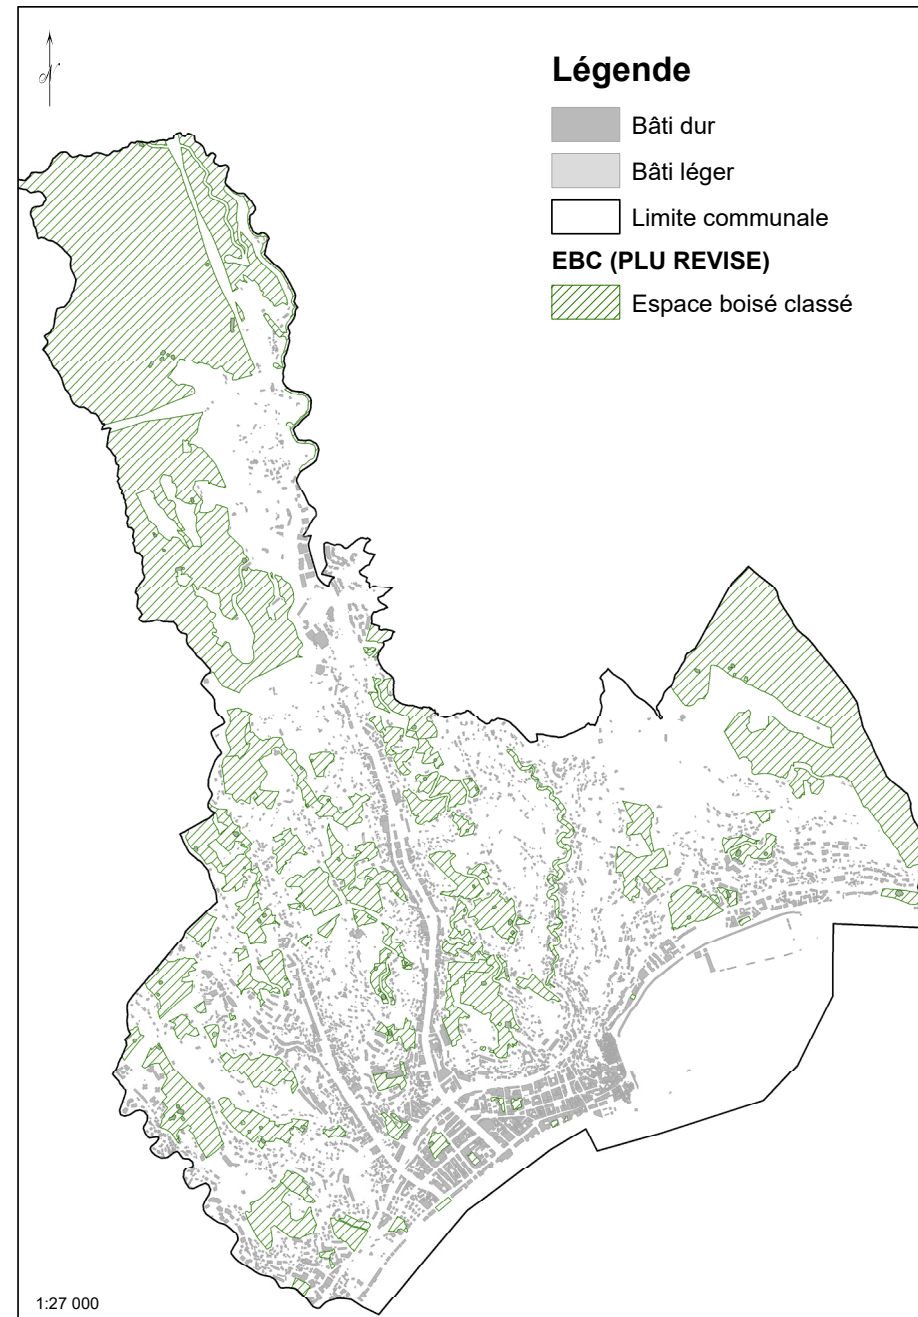 N
Légende
Bâti dur
Bâti léger
Limite communale
EBC (PLU REVISE)
Espace boisé classé
1:27 000